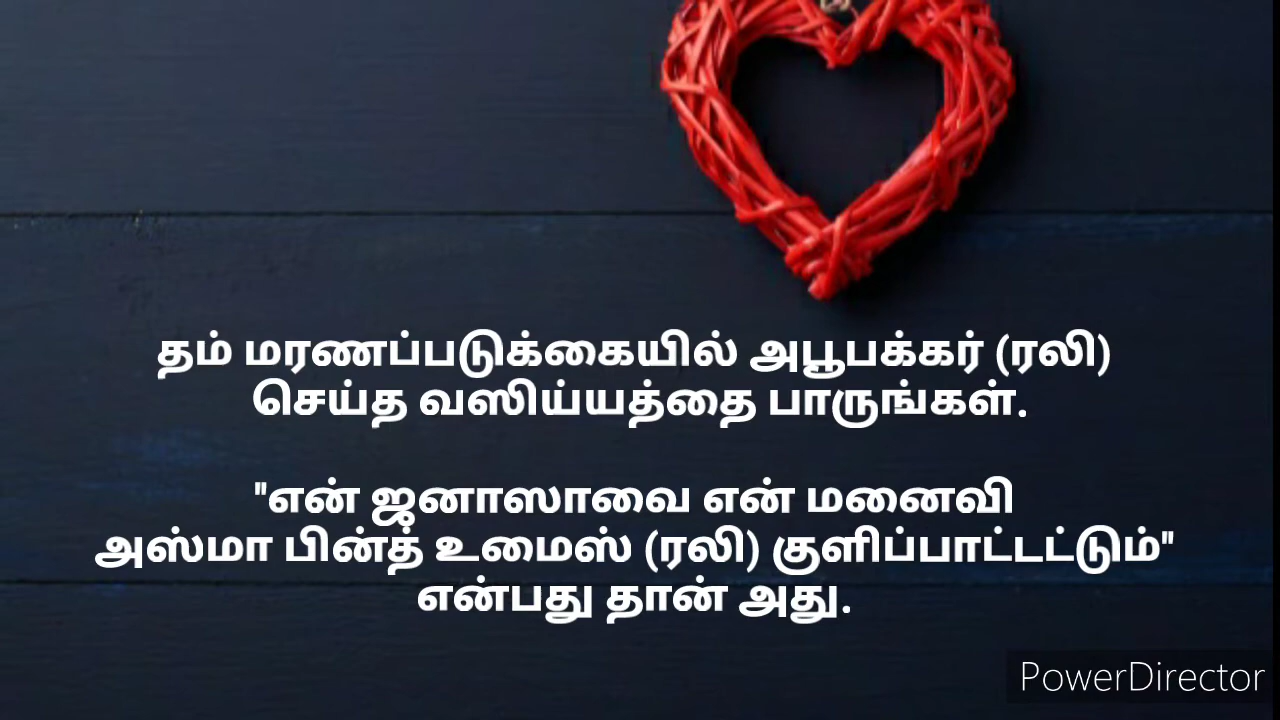 தம் மரணப்படுக்கையில் அபூபக்கர் (ரலி)
செய்த வஸிய்யத்தை பாருங்கள்.
"என் ஜனாஸாவை என் மனைவி
அஸ்மா பின்த் உமைஸ் (ரலி) குளிப்பாட்டட்டும்"
என்பது தான் அது.
PowerDirector